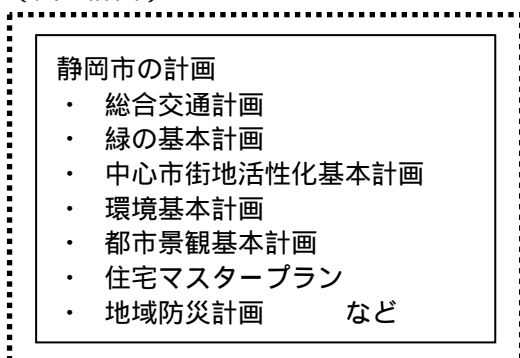 静岡市の計画
・ 総合交通計画
・ 緑の基本計画
・ 中心市街地活性化基本計画
・ 環境基本計画
・ 都市景観基本計画
・ 住宅マスタープラン
・ 地域防災計画 など